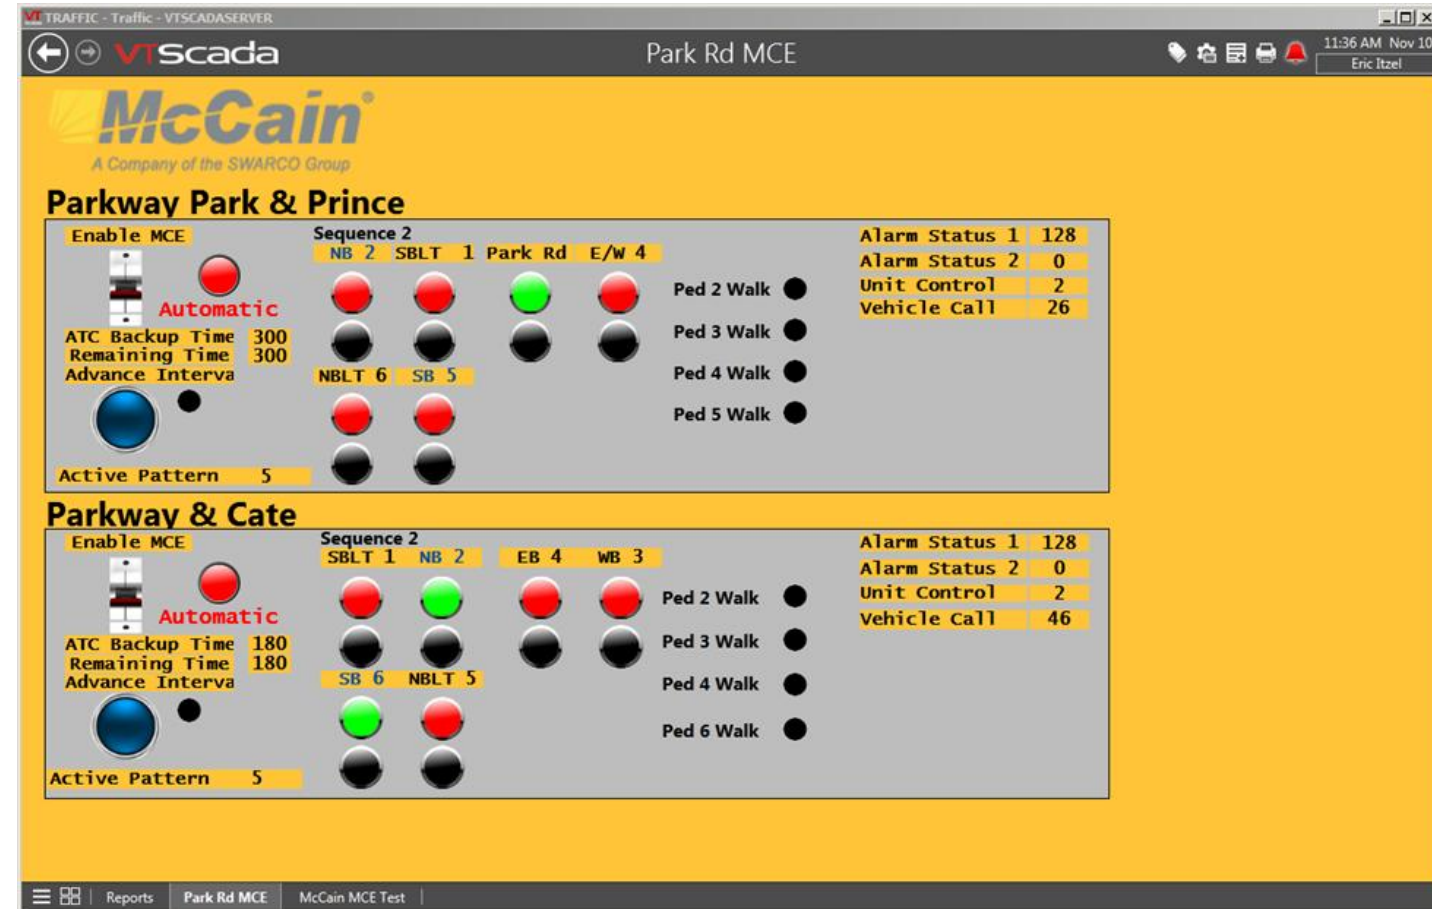 VT TRAFFIC - Traffic - VTSCADASERVER
VTScada
Park Rd MCE
11:36 AM Nov 10
Eric Itzel
McCain®
A Company of the SWARCO Group
Parkway Park & Prince
Enable MCE
Automatic
ATC Backup Time 300
Remaining Time 300
Advance Interva
Active Pattern 5
Sequence 2
NB 2 SBLT 1 Park Rd E/W 4
NBLT 6 SB 5
Ped 2 Walk
Ped 3 Walk
Ped 4 Walk
Ped 5 Walk
Alarm Status 1 128
Alarm Status 2 0
Unit Control 2
Vehicle Call 26
Parkway & Cate
Enable MCE
Automatic
ATC Backup Time 180
Remaining Time 180
Advance Interva
Active Pattern 5
Sequence 2
SBLT 1 NB 2 EB 4 WB 3
SB 6 NBLT 5
Ped 2 Walk
Ped 3 Walk
Ped 4 Walk
Ped 6 Walk
Alarm Status 1 128
Alarm Status 2 0
Unit Control 2
Vehicle Call 46
Reports Park Rd MCE McCain MCE Test